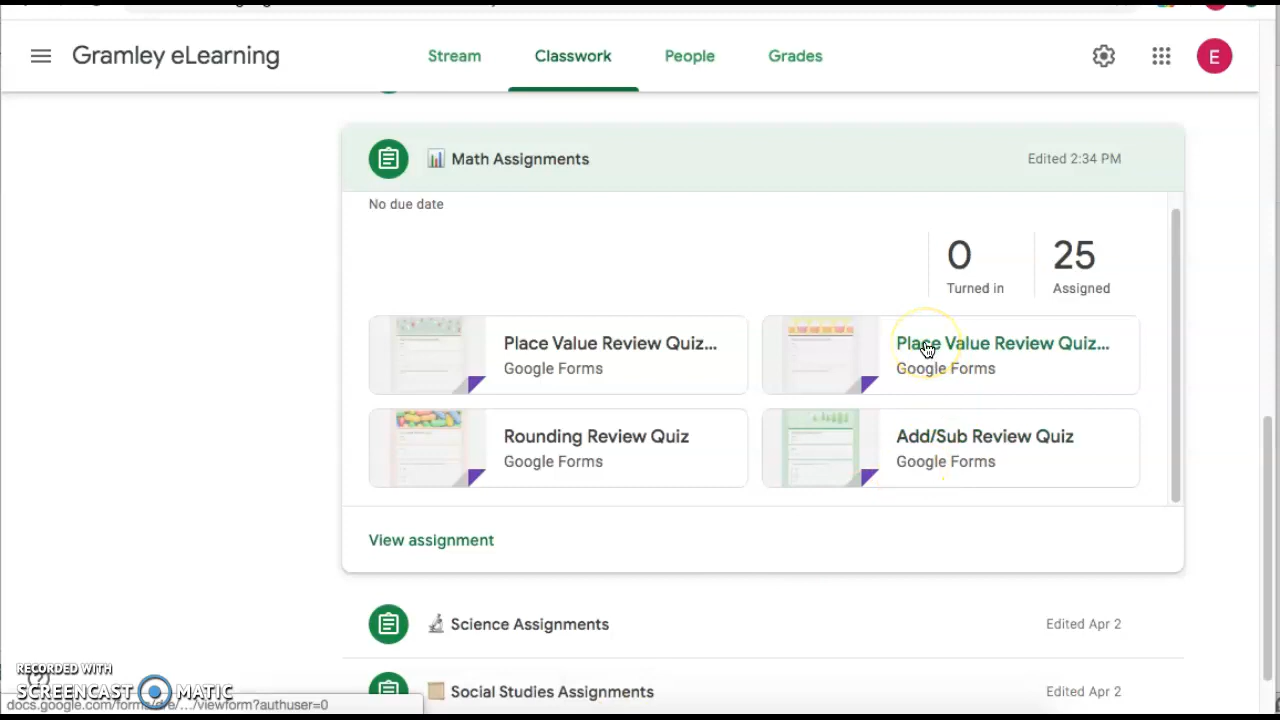 Gramley eLearning
Stream
Classwork
People
Grades
E
Math Assignments
Edited 2:34 PM
No due date
0
25
Turned in
Assigned
Place Value Review Quiz...
Google Forms
Place Value Review Quiz...
Google Forms
Rounding Review Quiz
Google Forms
Add/Sub Review Quiz
Google Forms
View assignment
Science Assignments
Edited Apr 2
Social Studies Assignments
Edited Apr 2
RECORDED WITH
SCREENCAST MATIC
docs.google.com/forms/d/e/.../viewform?authuser=0